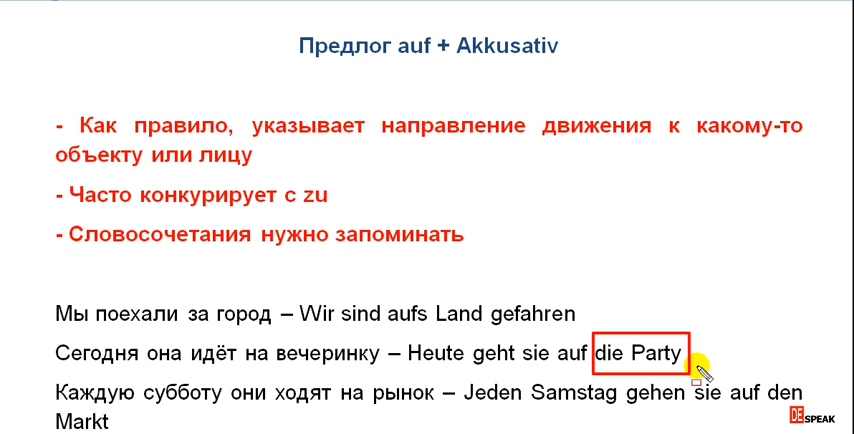 Предлог auf + Akkusativ
- Как правило, указывает направление движения к какому-то
объекту или лицу
- Часто конкурирует с zu
- Словосочетания нужно запоминать
Мы поехали за город – Wir sind aufs Land gefahren
Сегодня она идёт на вечеринку – Heute geht sie auf die Party
Каждую субботу они ходят на рынок – Jeden Samstag gehen sie auf den
Markt
DESPEAK